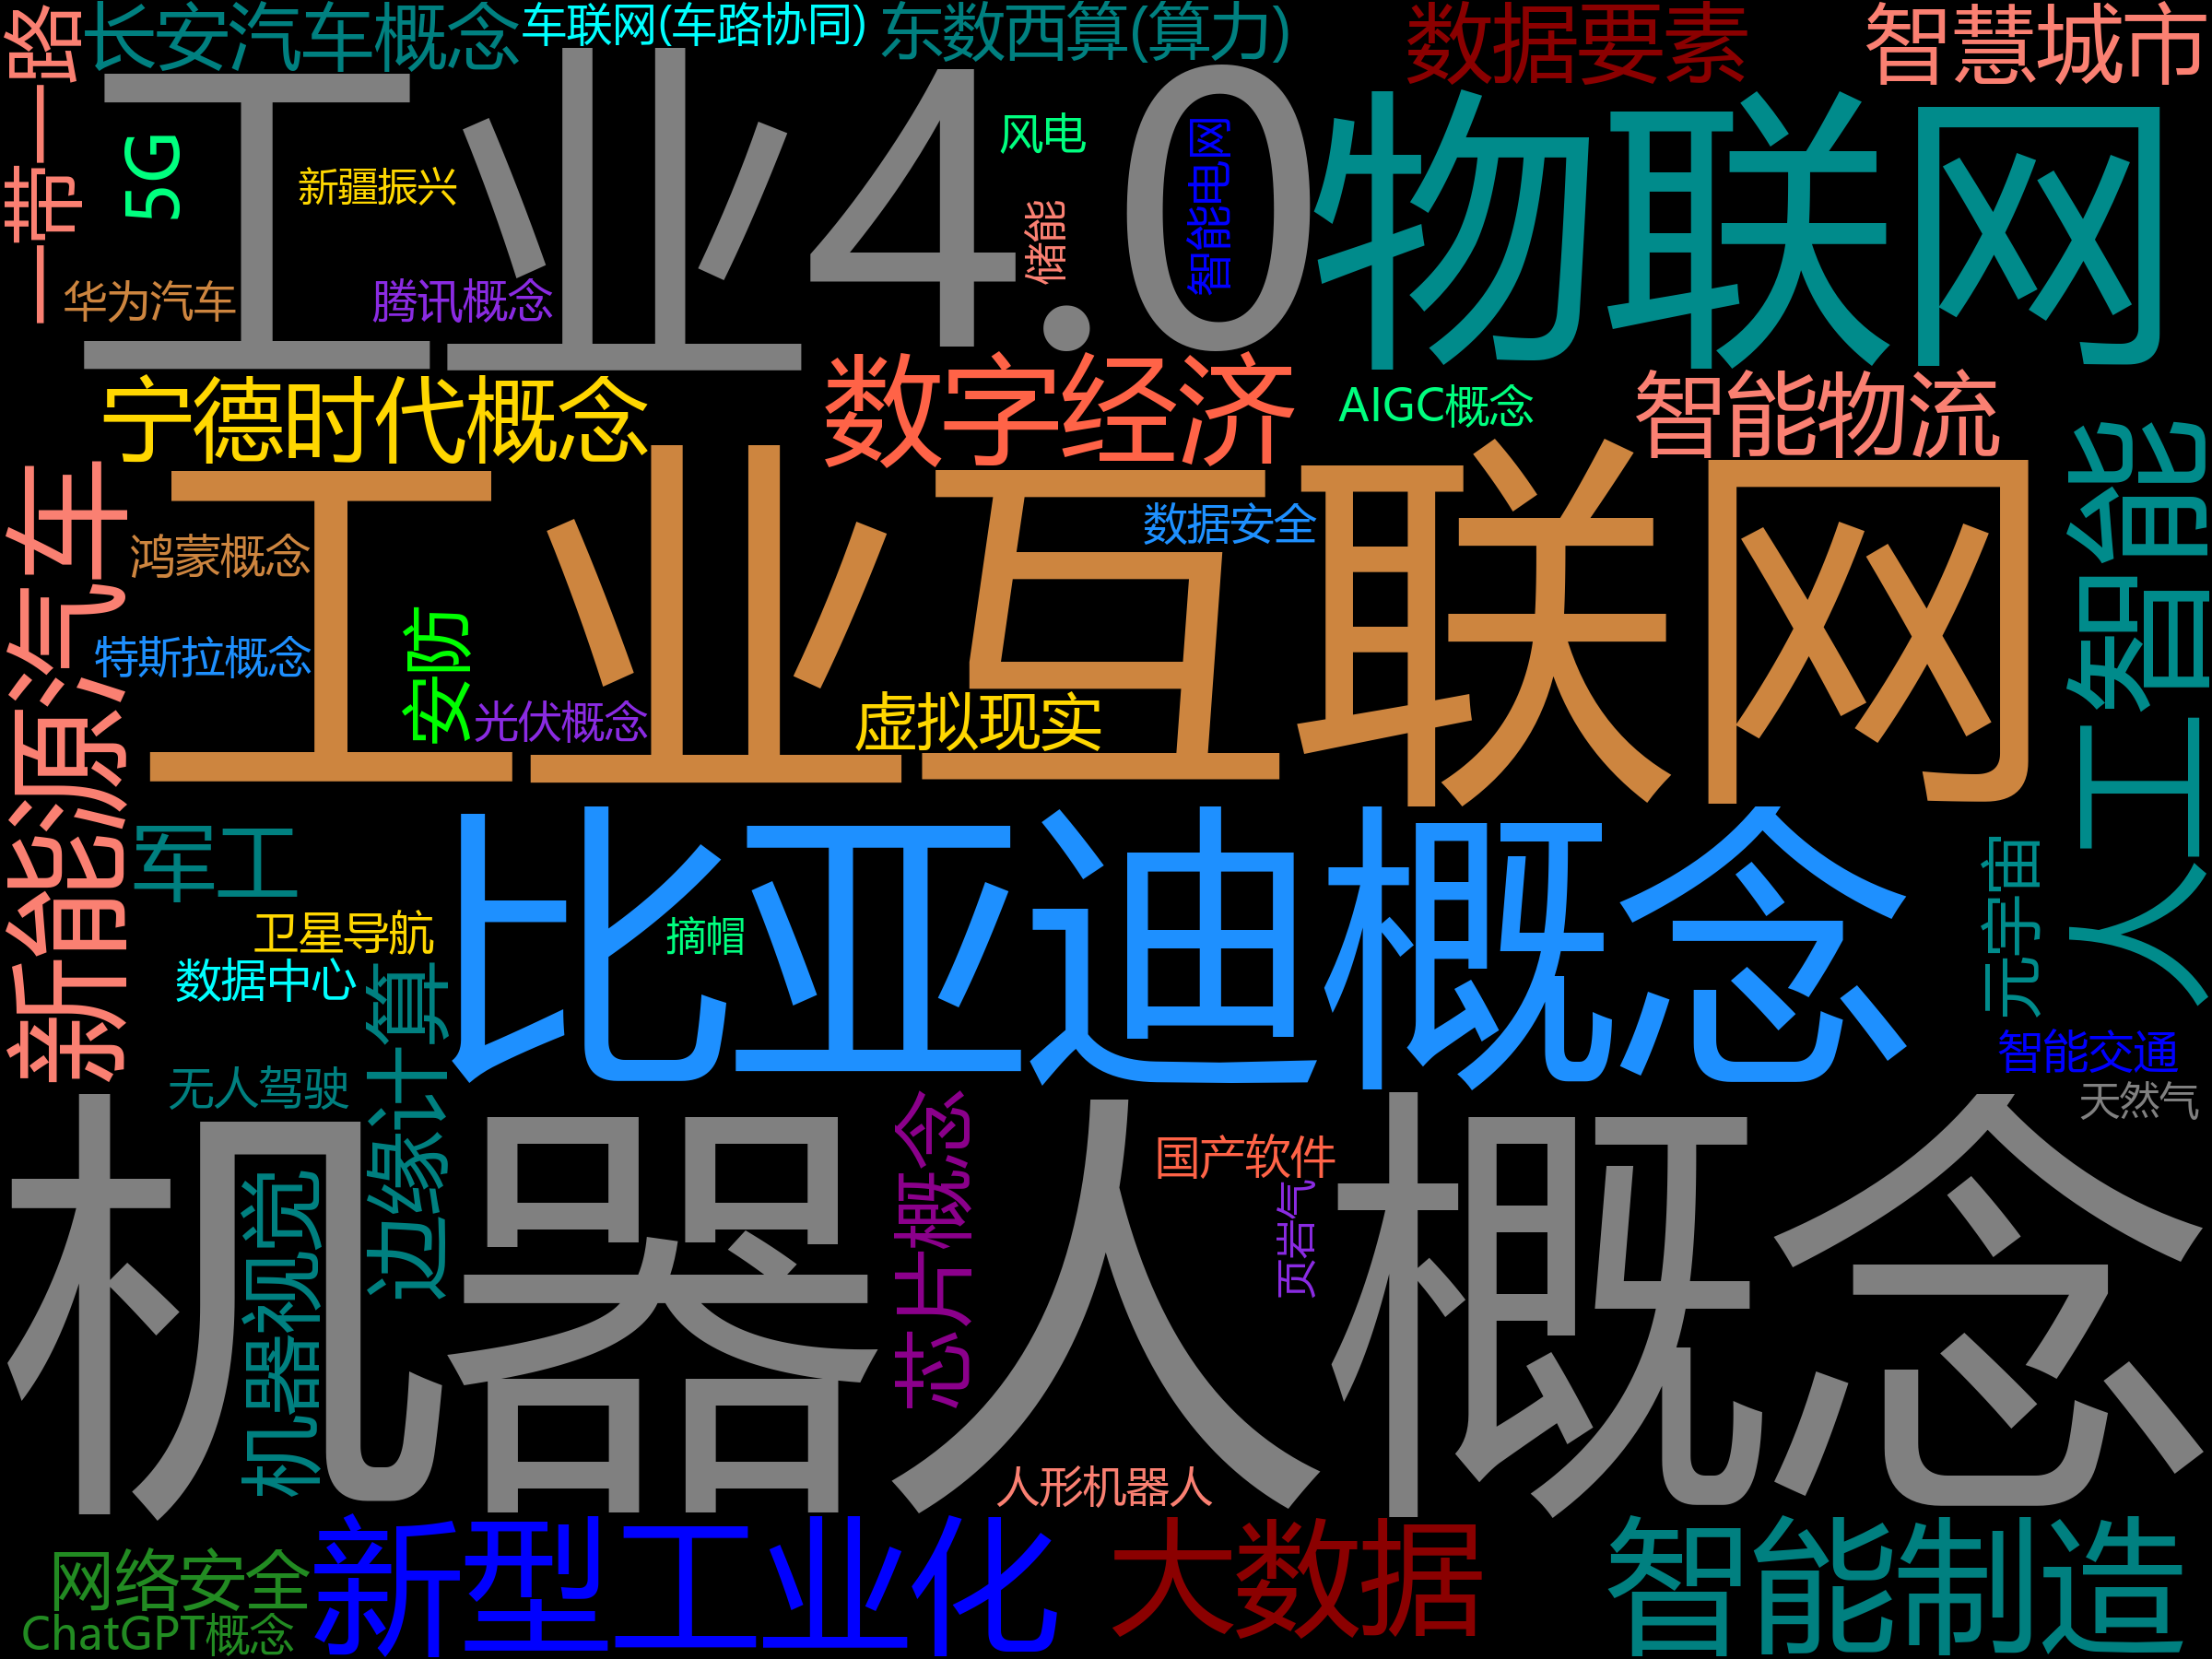 一带一路
长安汽车概念
车联网(车路协同)
东数西算(算力)
数据要素
智慧城市
工业4.0
物联网
5G
新疆振兴
风电
智能电网
储能
华为汽车
腾讯概念
宁德时代概念
数字经济
AIGC概念
智能物流
人工智能
新能源汽车
工业互联网
数据安全
鸿蒙概念
安防
特斯拉概念
光伏概念
虚拟现实
比亚迪概念
军工
元宇宙
卫星导航
摘帽
数据中心
边缘计算
智能交通
无人驾驶
天然气
机器人概念
芯片概念
国产软件
页岩气
机器视觉
人形机器人
新型工业化
大数据
智能制造
网络安全
ChatGPT概念